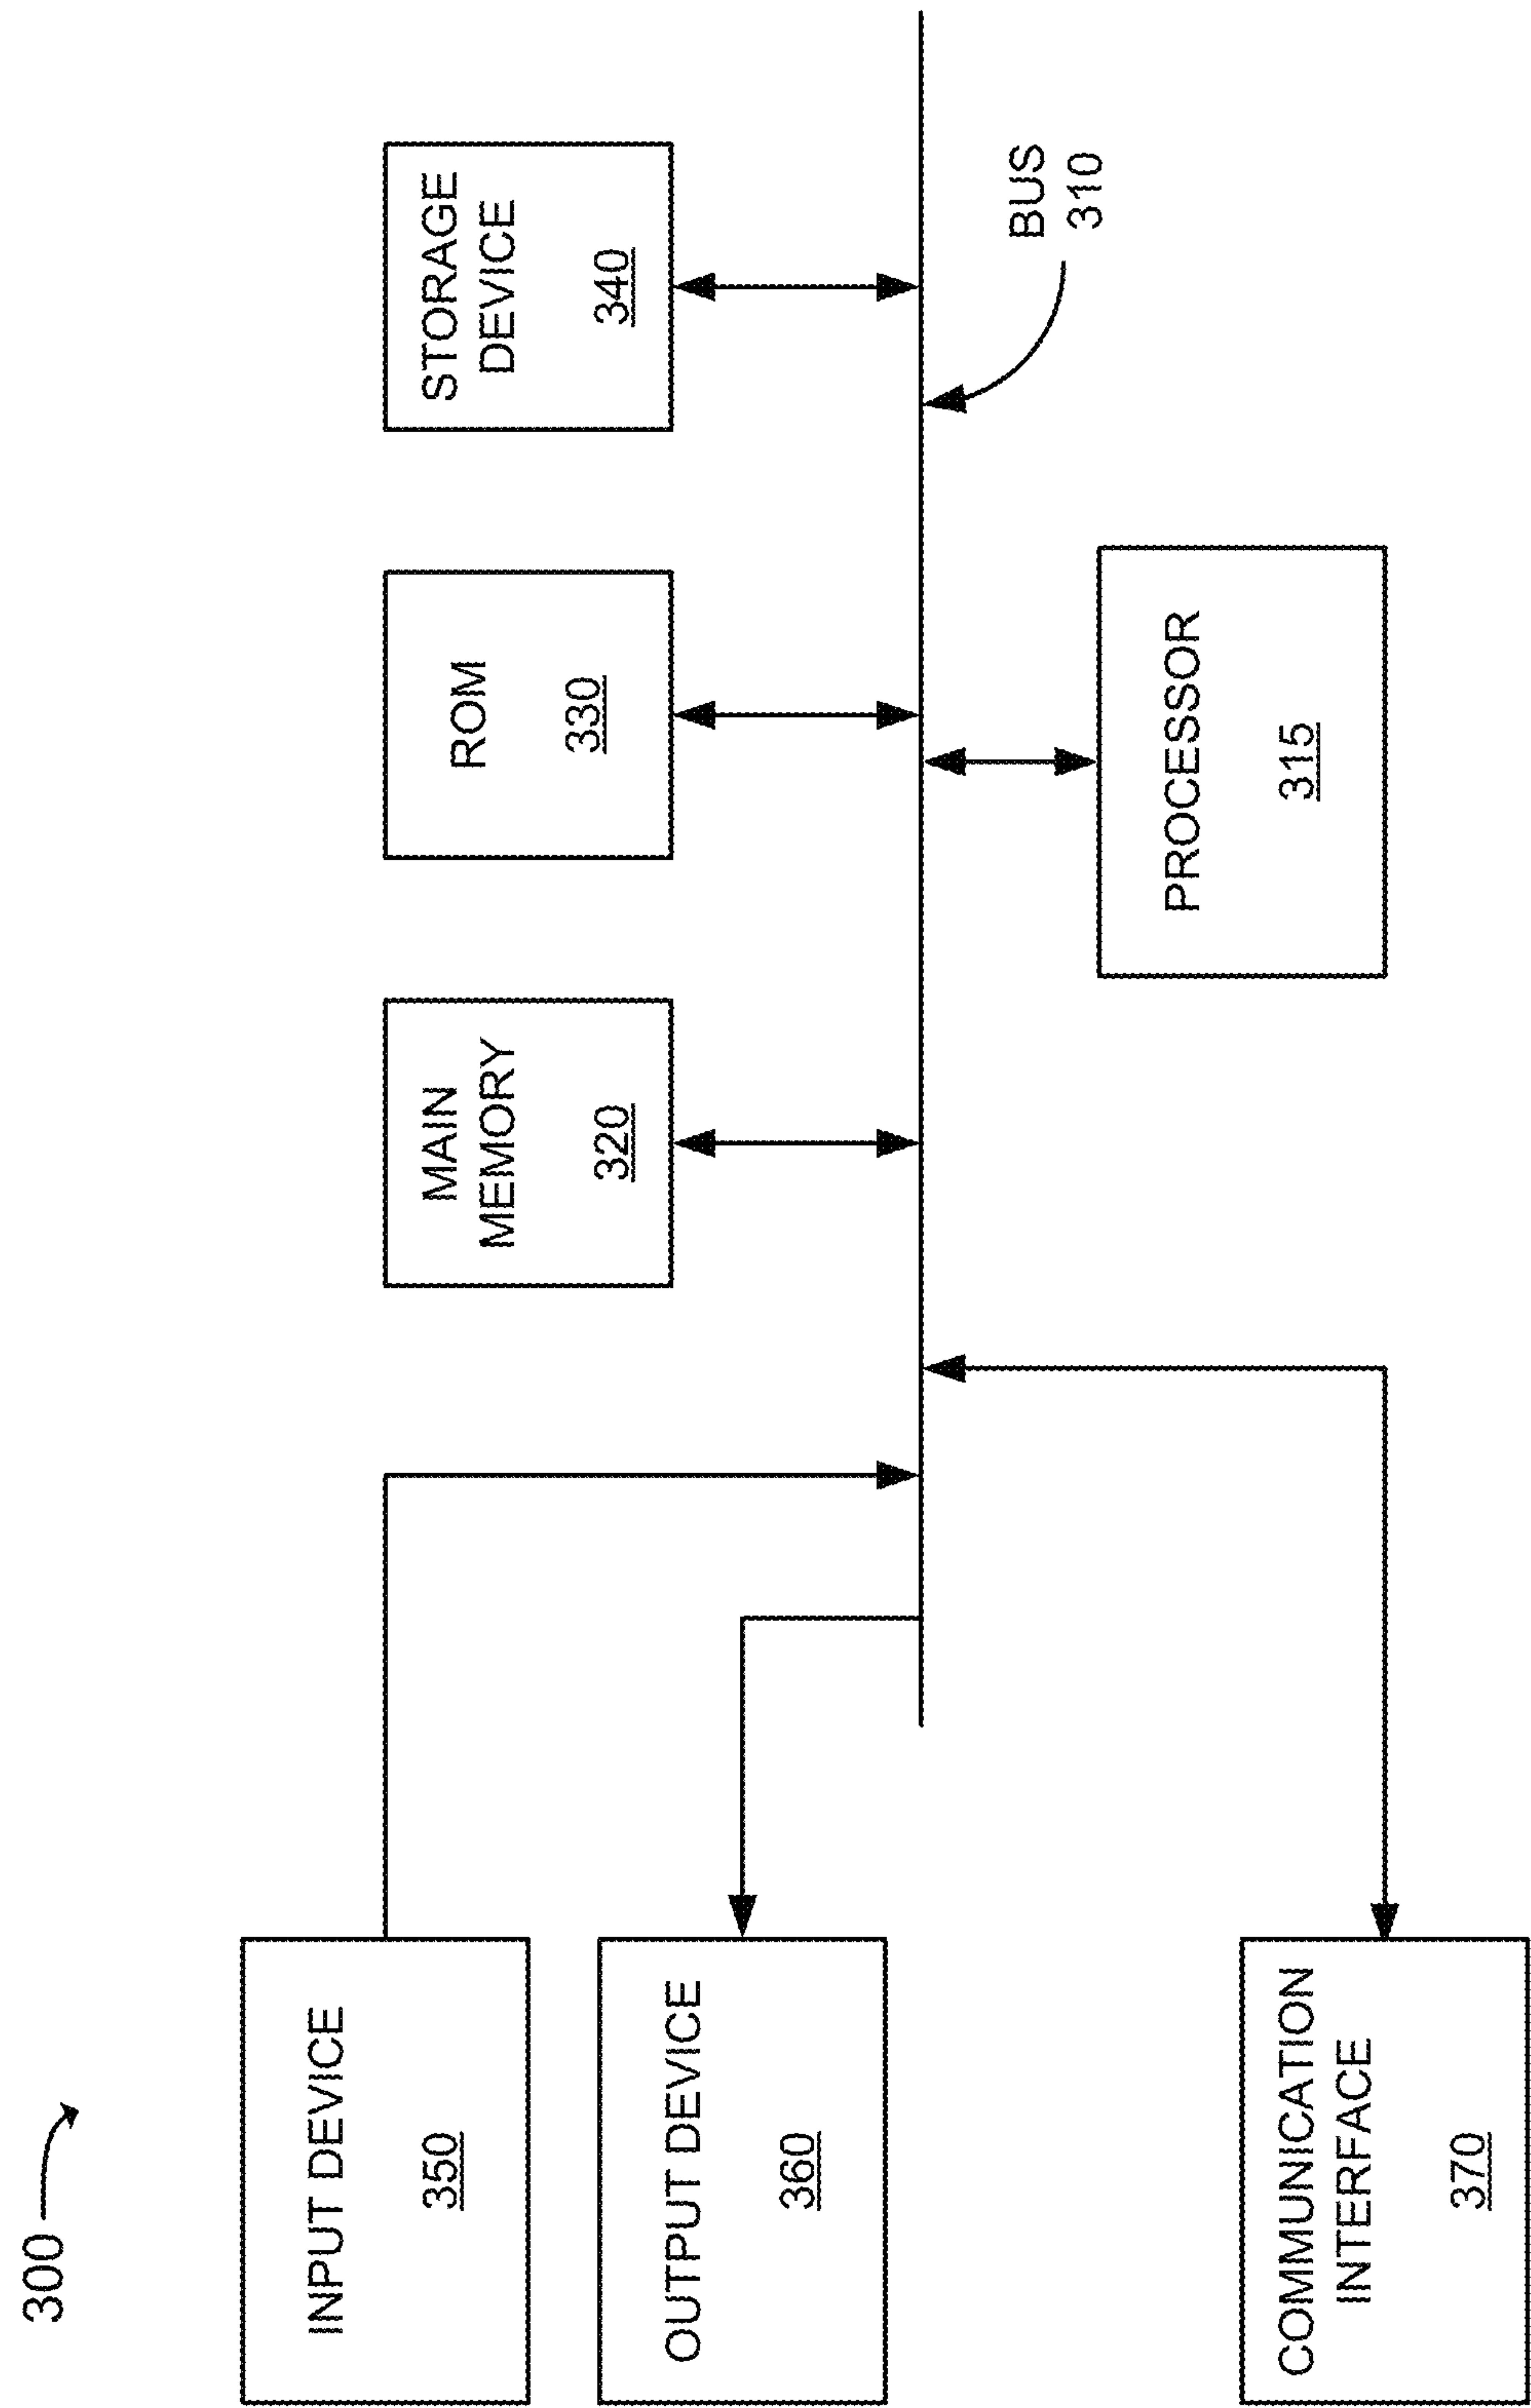 300
INPUT DEVICE
350
OUTPUT DEVICE
360
COMMUNICATION
INTERFACE
370
MAIN
MEMORY
320
ROM
330
STORAGE
DEVICE
340
PROCESSOR
315
BUS
310